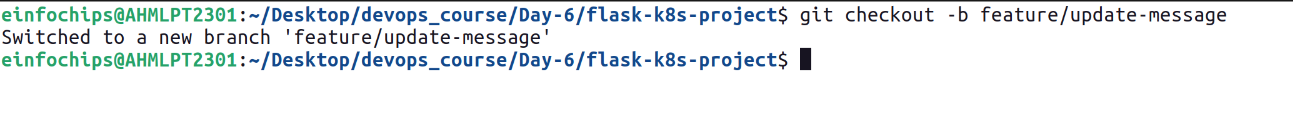 einfochips@AHMLPT2301:~/Desktop/devops_course/Day-6/flask-k8s-project$ git checkout -b feature/update-message
Switched to a new branch 'feature/update-message'
einfochips@AHMLPT2301:~/Desktop/devops_course/Day-6/flask-k8s-project$